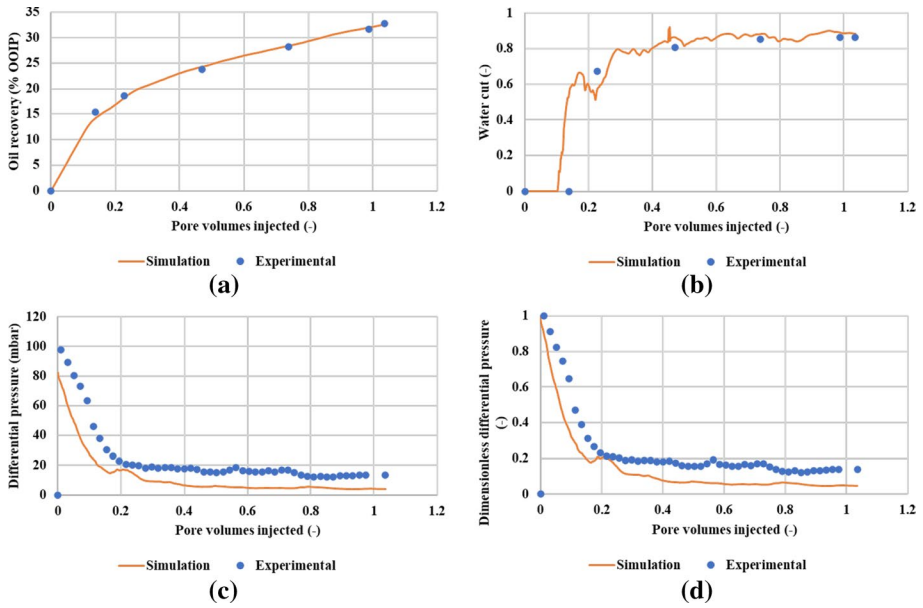 35
30
25
20
15
10
5
0
Oil recovery (% OOIP)
0 0.2 0.4 0.6 0.8 1 1.2
Pore volumes injected (-)
Simulation Experimental
(a)
1
0.8
0.6
0.4
0.2
0
Water cut (-)
0 0.2 0.4 0.6 0.8 1 1.2
Pore volumes injected (-)
Simulation Experimental
(b)
120
100
80
60
40
20
0
Differential pressure (mbar)
0 0.2 0.4 0.6 0.8 1 1.2
Pore volumes injected (-)
Simulation Experimental
(c)
1
0.8
0.6
0.4
0.2
0
Dimensionless differential pressure
(-)
0 0.2 0.4 0.6 0.8 1 1.2
Pore volumes injected (-)
Simulation Experimental
(d)